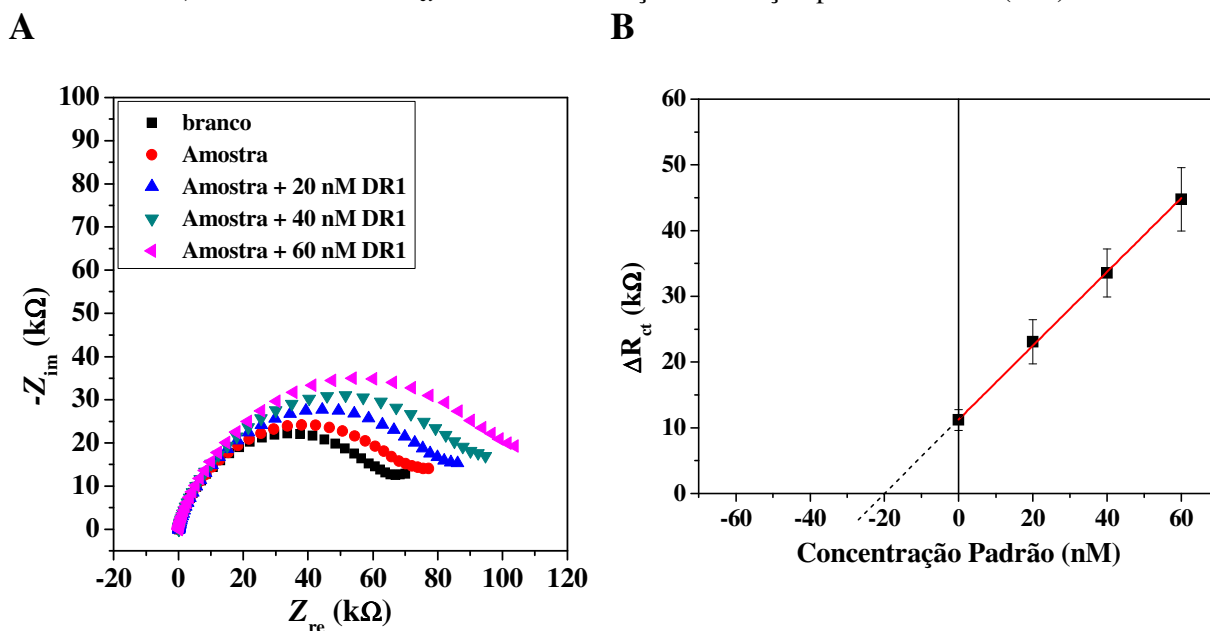 A
B
100
90
80
70
60
50
40
30
20
10
0
-Z_im (kΩ)
branco
Amostra
Amostra + 20 nM DR1
Amostra + 40 nM DR1
Amostra + 60 nM DR1
-20 0 20 40 60 80 100 120
Z_re (kΩ)
60
50
40
30
20
10
0
ΔR_ct (kΩ)
-60 -40 -20 0 20 40 60
Concentração Padrão (nM)